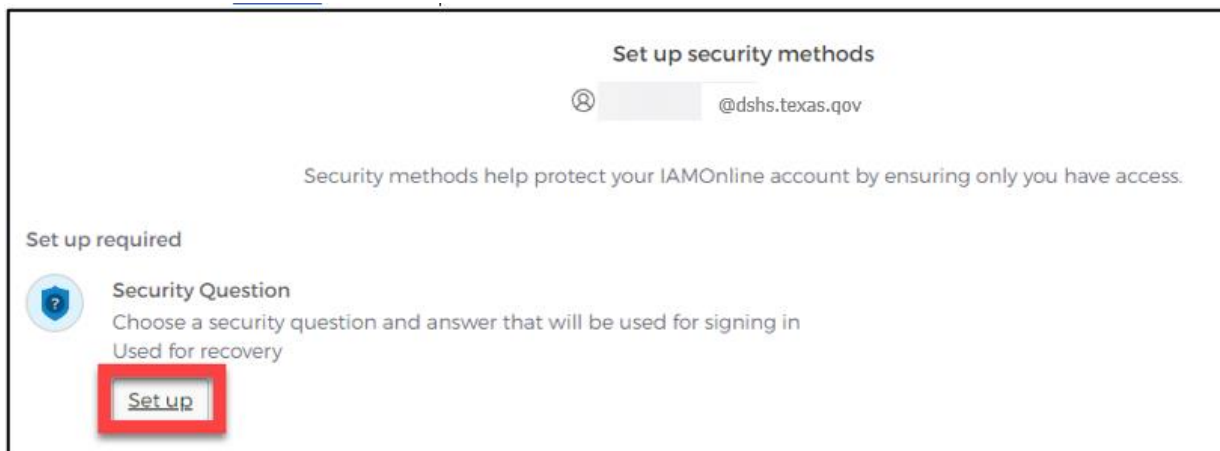 Set up security methods
@dshs.texas.gov
Security methods help protect your IAMOnline account by ensuring only you have access.
Set up required
Security Question
Choose a security question and answer that will be used for signing in
Used for recovery
Set up